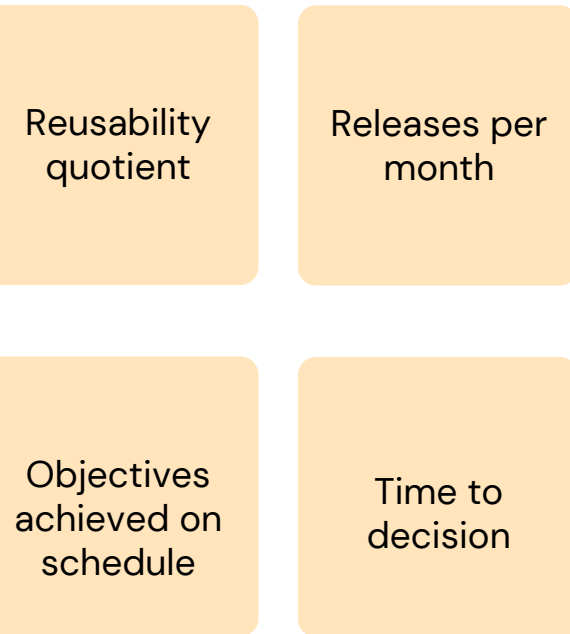 Reusability
quotient
Releases per
month
Objectives
achieved on
schedule
Time to
decision